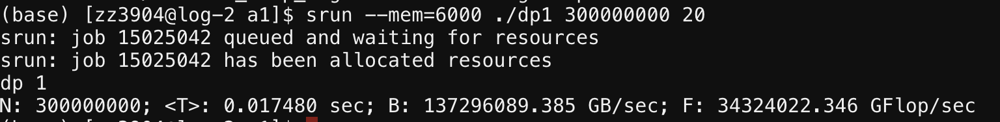 (base) [zz3904@log-2 a1]$ srun --mem=6000 ./dp1 300000000 20
srun: job 15025042 queued and waiting for resources
srun: job 15025042 has been allocated resources
dp 1
N: 300000000; <T>: 0.017480 sec; B: 137296089.385 GB/sec; F: 34324022.346 GFlop/sec